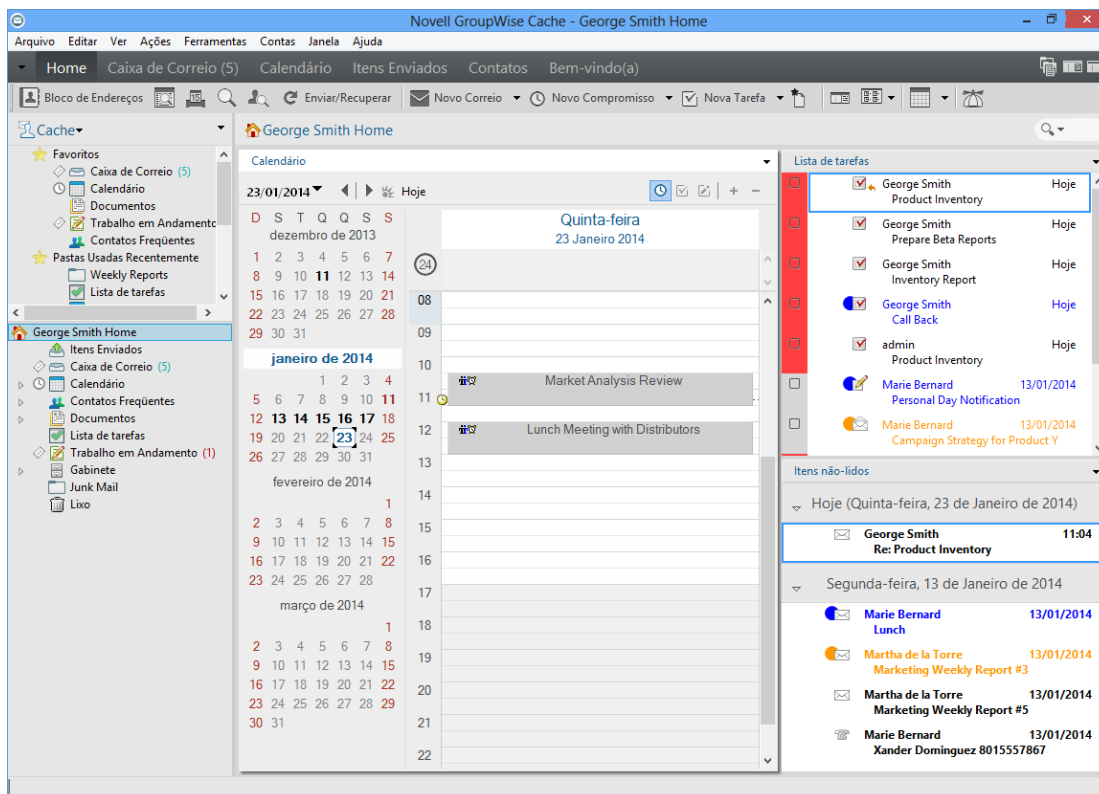 Novell GroupWise Cache - George Smith Home
Arquivo Editar Ver Ações Ferramentas Contas Janela Ajuda
Home Caixa de Correio (5) Calendário Itens Enviados Contatos Bem-vindo(a)
Bloco de Endereços Enviar/Recuperar Novo Correio Novo Compromisso Nova Tarefa
Cache
George Smith Home
Favoritos
Caixa de Correio (5)
Calendário
Documentos
Trabalho em Andamento
Contatos Freqüentes
Pastas Usadas Recentemente
Weekly Reports
Lista de tarefas
George Smith Home
Itens Enviados
Caixa de Correio (5)
Calendário
Contatos Freqüentes
Documentos
Lista de tarefas
Trabalho em Andamento (1)
Gabinete
Junk Mail
Lixo
Calendário
23/01/2014 Hoje
D S T Q Q S S
dezembro de 2013
1 2 3 4 5 6 7
8 9 10 11 12 13 14
15 16 17 18 19 20 21
22 23 24 25 26 27 28
29 30 31
janeiro de 2014
1 2 3 4
5 6 7 8 9 10 11
12 13 14 15 16 17 18
19 20 21 22 23 24 25
26 27 28 29 30 31
fevereiro de 2014
1
2 3 4 5 6 7 8
9 10 11 12 13 14 15
16 17 18 19 20 21 22
23 24 25 26 27 28
março de 2014
1
2 3 4 5 6 7 8
9 10 11 12 13 14 15
16 17 18 19 20 21 22
23 24 25 26 27 28 29
30 31
Quinta-feira
23 Janeiro 2014
24
08
09
10
Market Analysis Review
11
12 Lunch Meeting with Distributors
13
14
15
16
17
18
19
20
21
22
Lista de tarefas
George Smith Hoje
Product Inventory
George Smith Hoje
Prepare Beta Reports
George Smith Hoje
Inventory Report
George Smith Hoje
Call Back
admin Hoje
Product Inventory
Marie Bernard 13/01/2014
Personal Day Notification
Marie Bernard 13/01/2014
Campaign Strategy for Product Y
Itens não-lidos
Hoje (Quinta-feira, 23 de Janeiro de 2014)
George Smith 11:04
Re: Product Inventory
Segunda-feira, 13 de Janeiro de 2014
Marie Bernard 13/01/2014
Lunch
Martha de la Torre 13/01/2014
Marketing Weekly Report #3
Martha de la Torre 13/01/2014
Marketing Weekly Report #5
Marie Bernard 13/01/2014
Xander Dominguez 8015557867